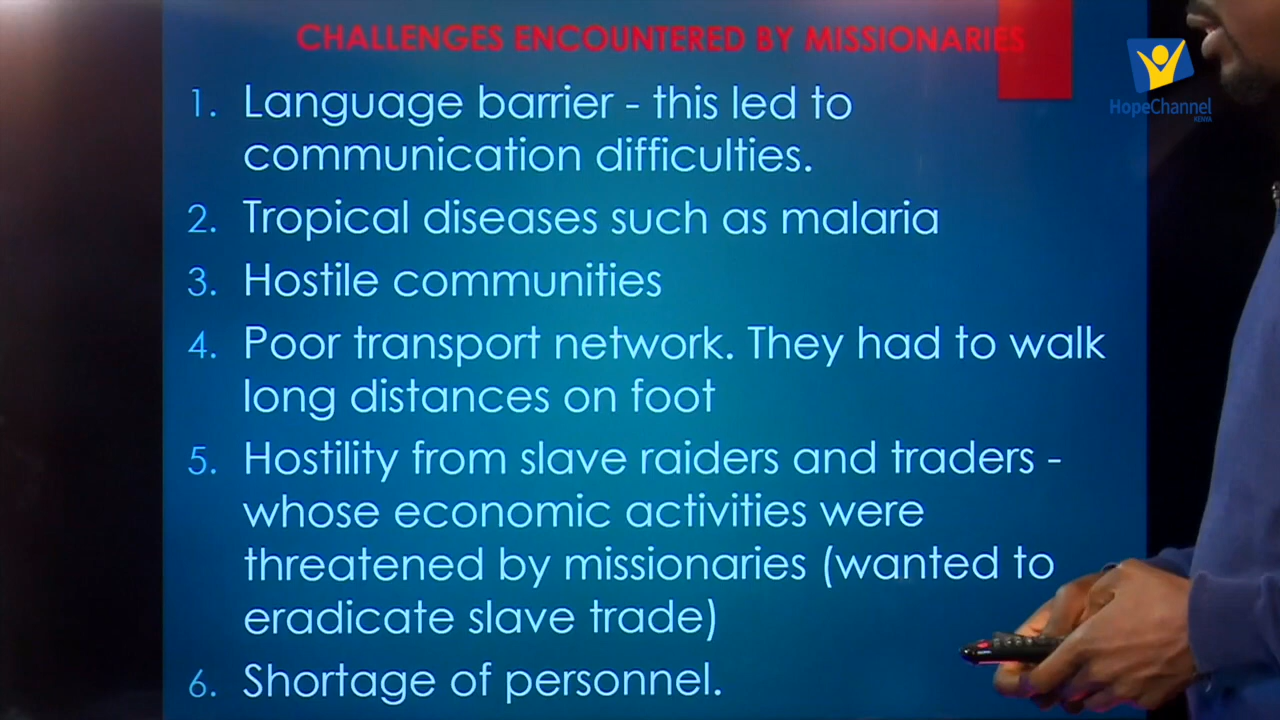 CHALLENGES ENCOUNTERED BY MISSIONARIES
HopeChannel
KENYA
1. Language barrier - this led to
communication difficulties.
2. Tropical diseases such as malaria
3. Hostile communities
4. Poor transport network. They had to walk
long distances on foot
5. Hostility from slave raiders and traders -
whose economic activities were
threatened by missionaries (wanted to
eradicate slave trade)
6. Shortage of personnel.